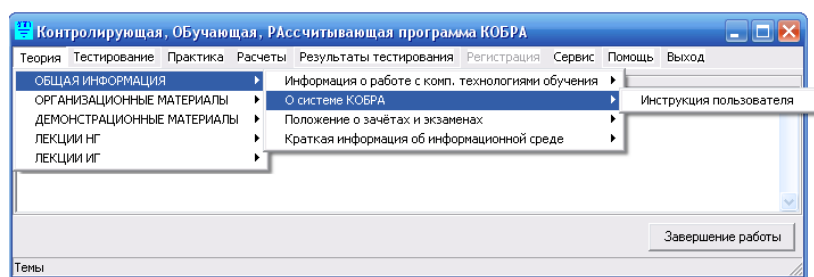 Контролирующая, ОБучающая, РАссчитывающая программа КОБРА
Теория Тестирование Практика Расчеты Результаты тестирования Регистрация Сервис Помощь Выход
ОБЩАЯ ИНФОРМАЦИЯ
ОРГАНИЗАЦИОННЫЕ МАТЕРИАЛЫ
ДЕМОНСТРАЦИОННЫЕ МАТЕРИАЛЫ
ЛЕКЦИИ НГ
ЛЕКЦИИ ИГ
Информация о работе с комп. технологиями обучения
О системе КОБРА
Положение о зачётах и экзаменах
Краткая информация об информационной среде
Инструкция пользователя
Завершение работы
Темы